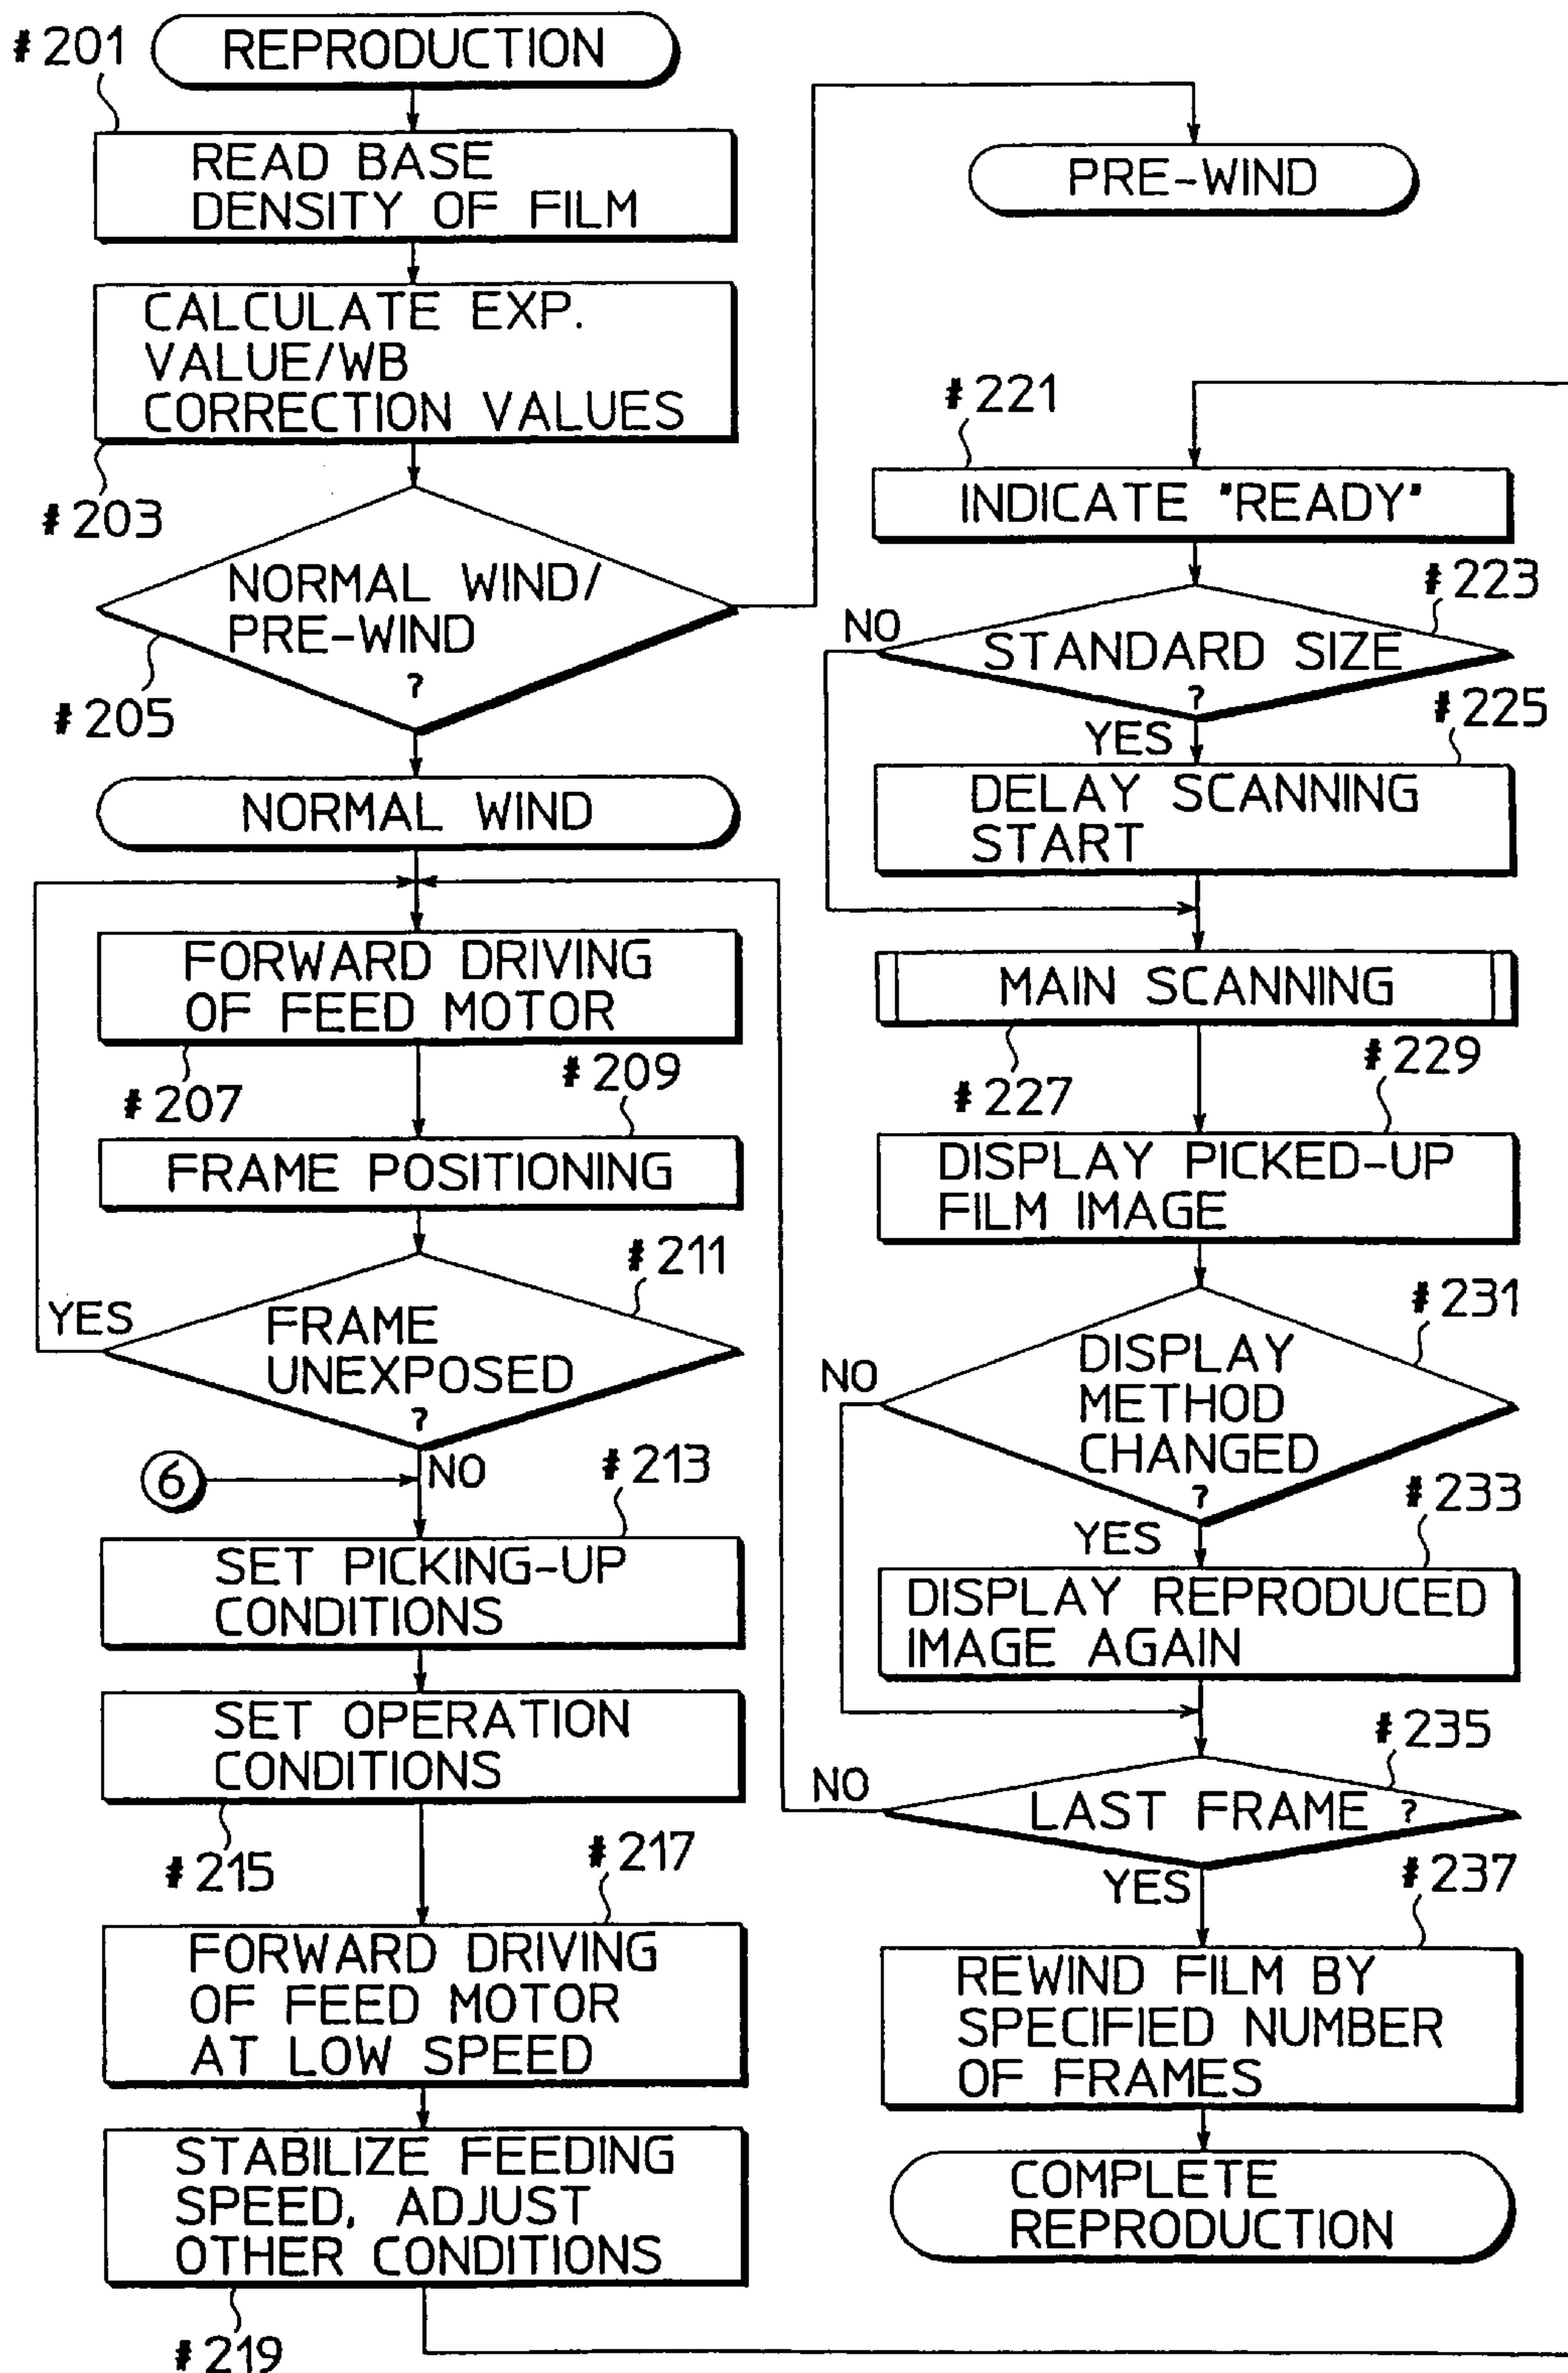 #201
REPRODUCTION
READ BASE
DENSITY OF FILM
CALCULATE EXP.
VALUE/WB
CORRECTION VALUES
#203
NORMAL WIND/
PRE-WIND
?
#205
NORMAL WIND
FORWARD DRIVING
OF FEED MOTOR
#207
#209
FRAME POSITIONING
#211
YES
FRAME
UNEXPOSED
?
6
NO
#213
SET PICKING-UP
CONDITIONS
SET OPERATION
CONDITIONS
#215
#217
FORWARD DRIVING
OF FEED MOTOR
AT LOW SPEED
STABILIZE FEEDING
SPEED, ADJUST
OTHER CONDITIONS
#219
PRE-WIND
#221
INDICATE "READY"
#223
NO
STANDARD SIZE
?
YES
#225
DELAY SCANNING
START
MAIN SCANNING
#227
#229
DISPLAY PICKED-UP
FILM IMAGE
#231
NO
DISPLAY
METHOD
CHANGED
?
YES
#233
DISPLAY REPRODUCED
IMAGE AGAIN
#235
NO
LAST FRAME ?
YES
#237
REWIND FILM BY
SPECIFIED NUMBER
OF FRAMES
COMPLETE
REPRODUCTION